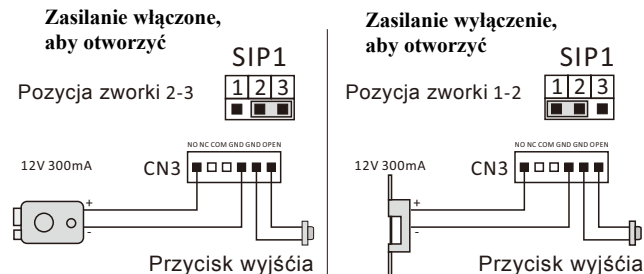 Zasilanie włączone,
aby otworzyć
SIP1
1 2 3
Pozycja zworki 2-3
NO NC COM GND GND OPEN
12V 300mA
CN3
+
-
Przycisk wyjśćia
Zasilanie wyłączenie,
aby otworzyć
SIP1
1 2 3
Pozycja zworki 1-2
NO NC COM GND GND OPEN
12V 300mA
CN3
+
-
Przycisk wyjśćia